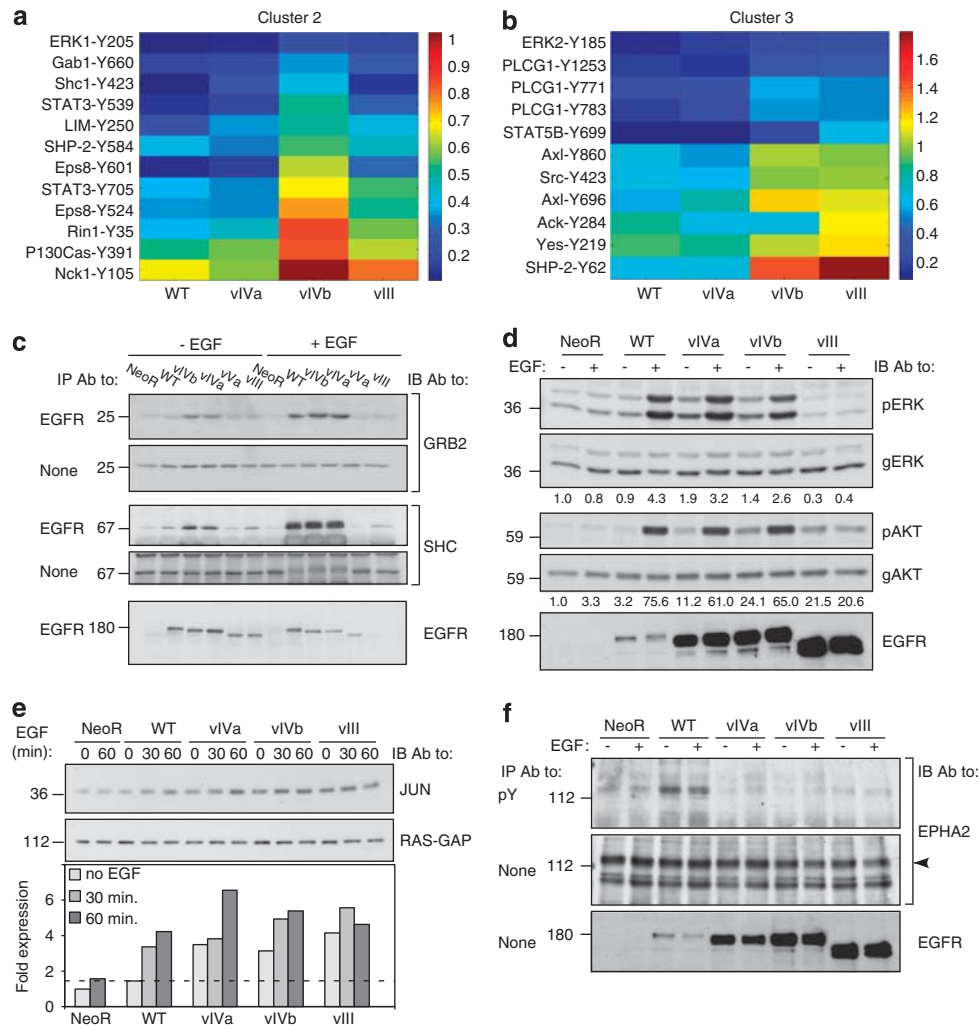 a
Cluster 2
ERK1-Y205
Gab1-Y660
Shc1-Y423
STAT3-Y539
LIM-Y250
SHP-2-Y584
Eps8-Y601
STAT3-Y705
Eps8-Y524
Rin1-Y35
P130Cas-Y391
Nck1-Y105
WT vIVa vIVb vIII
1
0.9
0.8
0.7
0.6
0.5
0.4
0.3
0.2
b
Cluster 3
ERK2-Y185
PLCG1-Y1253
PLCG1-Y771
PLCG1-Y783
STAT5B-Y699
Axl-Y860
Src-Y423
Axl-Y696
Ack-Y284
Yes-Y219
SHP-2-Y62
WT vIVa vIVb vIII
1.6
1.4
1.2
1
0.8
0.6
0.4
0.2
c
- EGF + EGF
IP Ab to: NeoR WT vIVb vIVa vVa vIII NeoR WT vIVb vIVa vVa vIII IB Ab to:
EGFR 25
None 25
GRB2
EGFR 67
None 67
SHC
EGFR 180 EGFR
d
NeoR WT vIVa vIVb vIII
EGF: - + - + - + - + - + IB Ab to:
36 pERK
36 gERK
1.0 0.8 0.9 4.3 1.9 3.2 1.4 2.6 0.3 0.4
59 pAKT
59 gAKT
1.0 3.3 3.2 75.6 11.2 61.0 24.1 65.0 21.5 20.6
180 EGFR
e
EGF (min):
NeoR WT vIVa vIVb vIII
0 60 0 30 60 0 30 60 0 30 60 0 30 60 IB Ab to:
36 JUN
112 RAS-GAP
Fold expression
8
6
4
2
0
no EGF
30 min.
60 min.
NeoR WT vIVa vIVb vIII
f
NeoR WT vIVa vIVb vIII
EGF: - + - + - + - + - +
IP Ab to: IB Ab to:
pY 112
EPHA2
None 112
None 180 EGFR